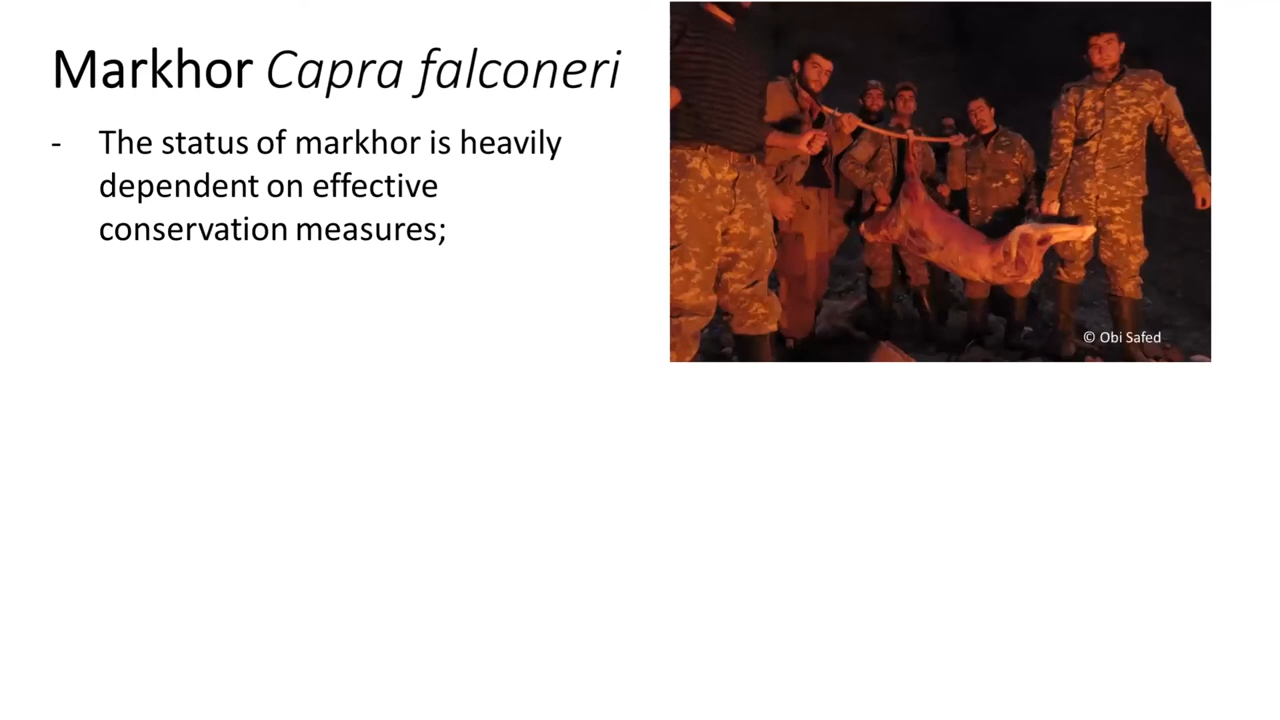 Markhor Capra falconeri
- The status of markhor is heavily
dependent on effective
conservation measures;
© Obi Safed